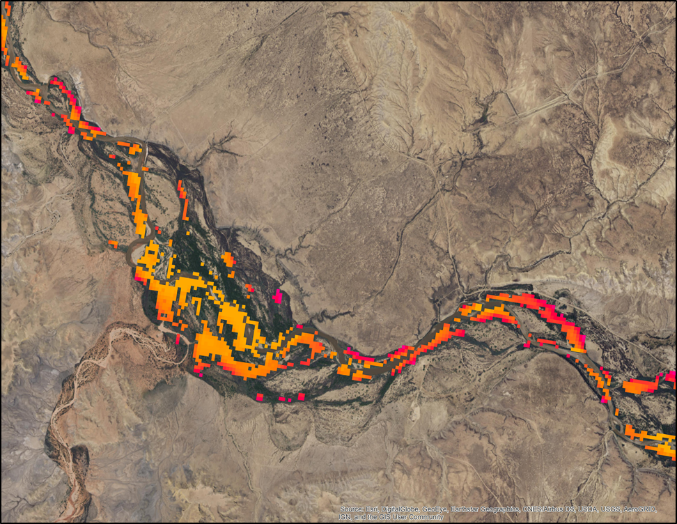 Source: Esri, DigitalGlobe, GeoEye, Earthstar Geographics, CNES/Airbus DS, USDA, USGS, AeroGRID,
IGN, and the GIS User Community